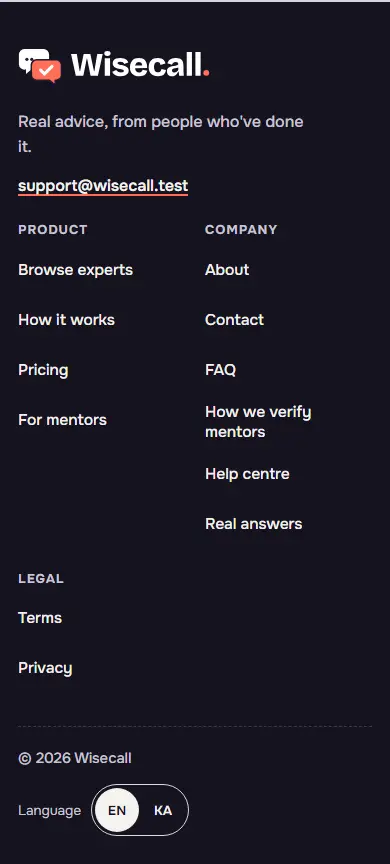 Wisecall.
Real advice, from people who've done
it.
support@wisecall.test
PRODUCT
Browse experts
How it works
Pricing
For mentors
COMPANY
About
Contact
FAQ
How we verify
mentors
Help centre
Real answers
LEGAL
Terms
Privacy
© 2026 Wisecall
Language EN KA